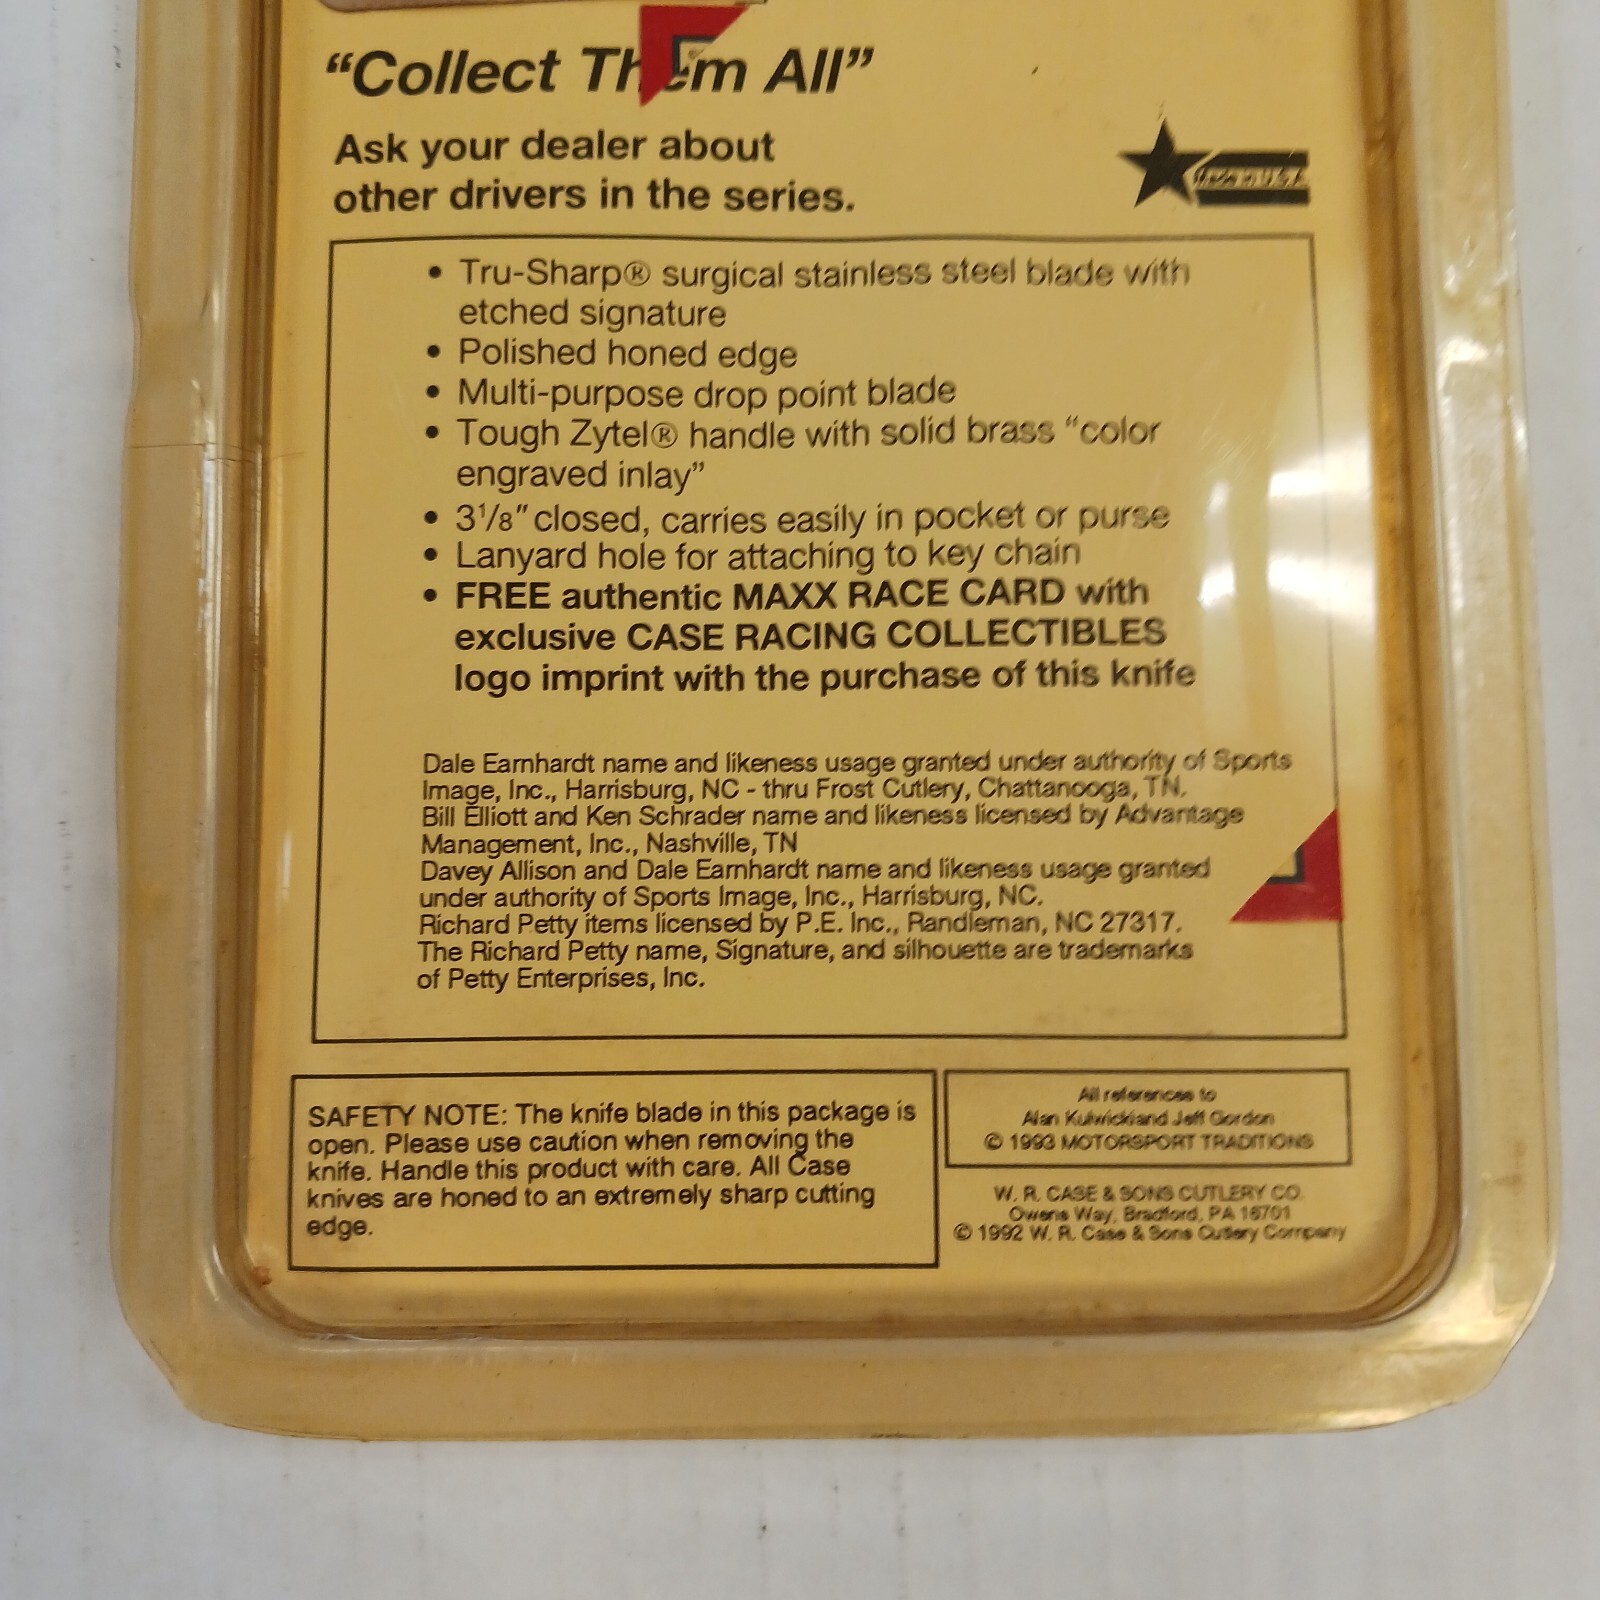 “Collect Them All”
Ask your dealer about
other drivers in the series.
Made in U.S.A.
• Tru-Sharp® surgical stainless steel blade with
etched signature
• Polished honed edge
• Multi-purpose drop point blade
• Tough Zytel® handle with solid brass “color
engraved inlay”
• 3 1/8" closed, carries easily in pocket or purse
• Lanyard hole for attaching to key chain
• FREE authentic MAXX RACE CARD with
exclusive CASE RACING COLLECTIBLES
logo imprint with the purchase of this knife
Dale Earnhardt name and likeness usage granted under authority of Sports
Image, Inc., Harrisburg, NC - thru Frost Cutlery, Chattanooga, TN.
Bill Elliott and Ken Schrader name and likeness licensed by Advantage
Management, Inc., Nashville, TN
Davey Allison and Dale Earnhardt name and likeness usage granted
under authority of Sports Image, Inc., Harrisburg, NC.
Richard Petty items licensed by P.E. Inc., Randleman, NC 27317.
The Richard Petty name, Signature, and silhouette are trademarks
of Petty Enterprises, Inc.
SAFETY NOTE: The knife blade in this package is
open. Please use caution when removing the
knife. Handle this product with care. All Case
knives are honed to an extremely sharp cutting
edge.
All references to
Alan Kulwickiand Jeff Gordon
© 1993 MOTORSPORT TRADITIONS
W. R. CASE & SONS CUTLERY CO.
Owens Way, Bradford, PA 16701
© 1992 W. R. Case & Sons Cutlery Company